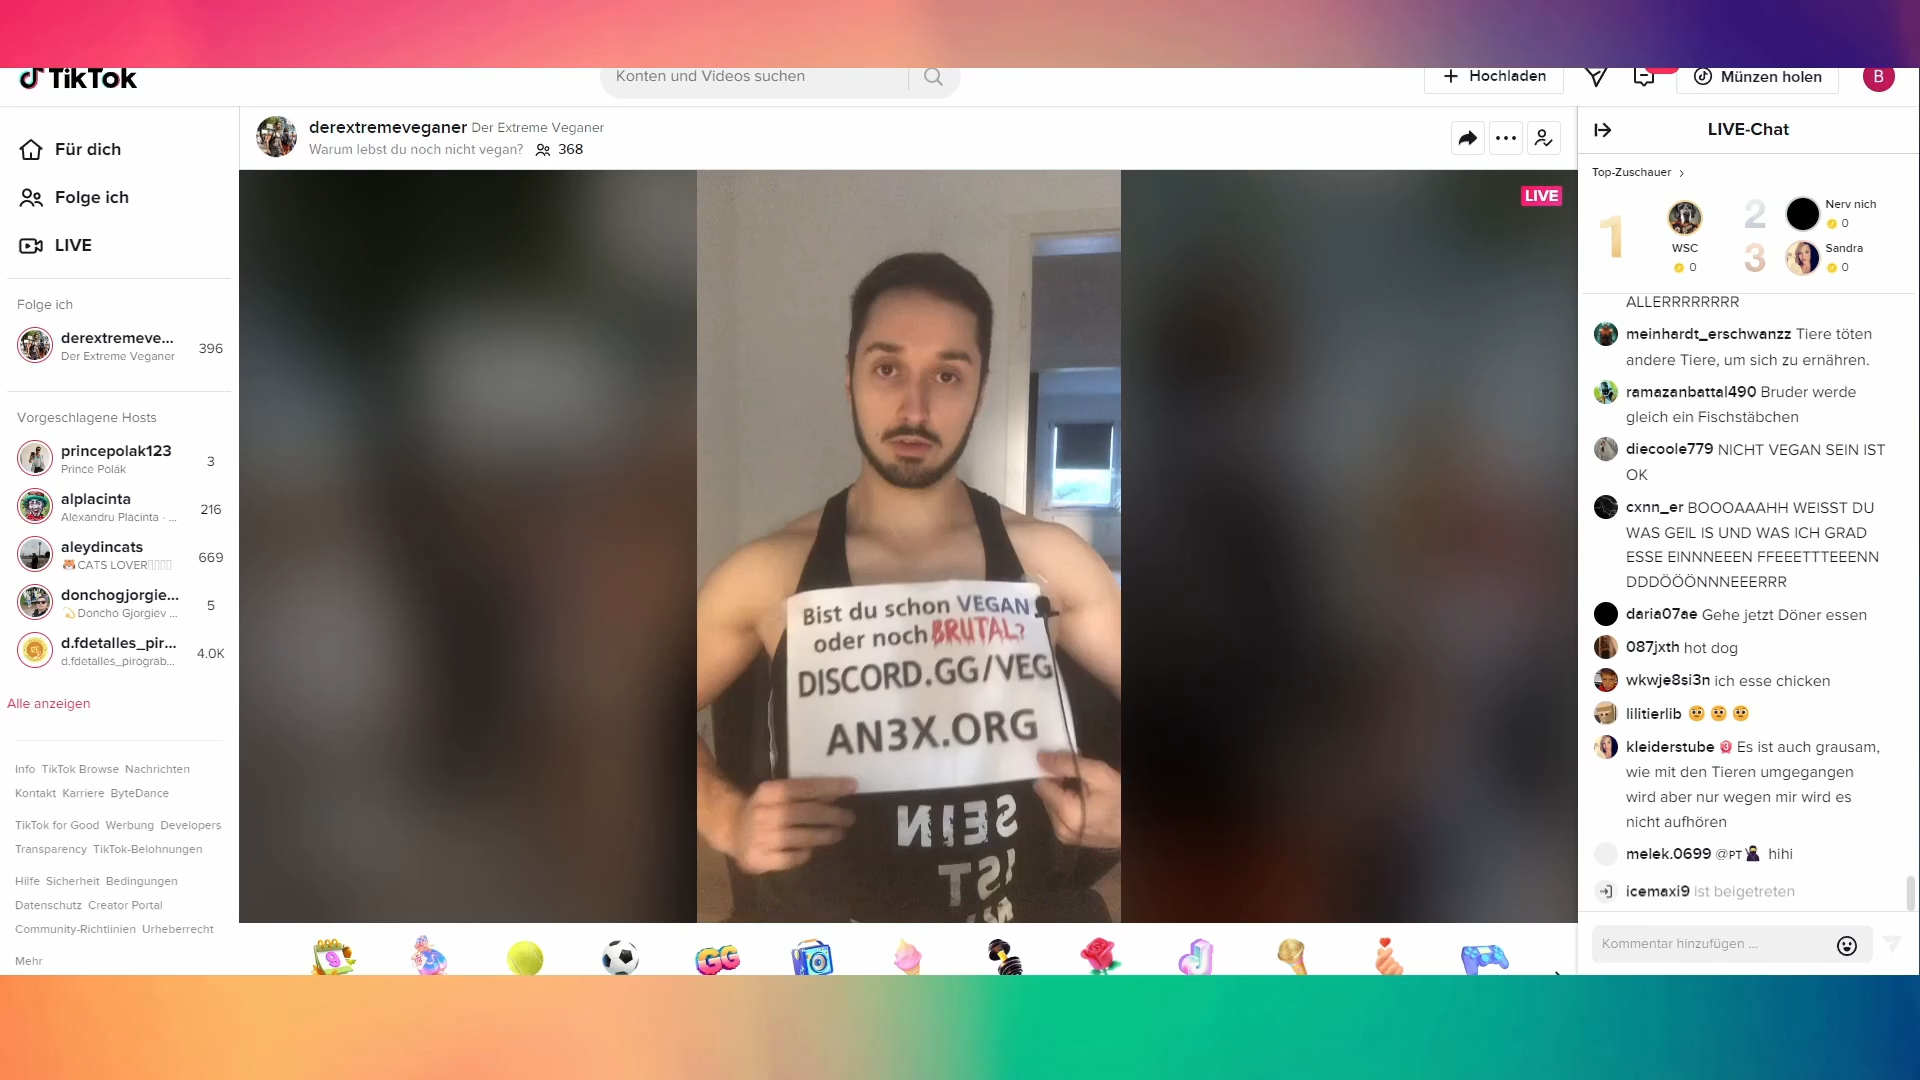 TikTok
Konten und Videos suchen
Hochladen
Münzen holen
B
Für dich
Folge ich
LIVE
Folge ich
derextremeve...
Der Extreme Veganer
396
Vorgeschlagene Hosts
princepolak123
Prince Polák
3
alplacinta
Alexandru Placinta - ...
216
aleydincats
CATS LOVER
669
donchogjorgie...
Doncho Gjorgiev ...
5
d.fdetalles_pir...
d.fdetalles_pirograb...
4.0K
Alle anzeigen
Info TikTok Browse Nachrichten
Kontakt Karriere ByteDance
TikTok for Good Werbung Developers
Transparency TikTok-Belohnungen
Hilfe Sicherheit Bedingungen
Datenschutz Creator Portal
Community-Richtlinien Urheberrecht
Mehr
derextremeveganer Der Extreme Veganer
Warum lebst du noch nicht vegan? 368
LIVE
Bist du schon VEGAN
oder noch BRUTAL?
DISCORD.GG/VEG
AN3X.ORG
SEIN
IST
GG
LIVE-Chat
Top-Zuschauer
1
WSC
0
2
Nerv nich
0
3
Sandra
0
ALLERRRRRRRR
meinhardt_erschwanzz Tiere töten
andere Tiere, um sich zu ernähren.
ramazanbattal490 Bruder werde
gleich ein Fischstäbchen
diecoole779 NICHT VEGAN SEIN IST
OK
cxnn_er BOOOAAAHH WEISST DU
WAS GEIL IS UND WAS ICH GRAD
ESSE EINNNEEEN FFEEETTTEEENN
DDDÖÖÖNNNEEERRR
daria07ae Gehe jetzt Döner essen
087jxth hot dog
wkwje8si3n ich esse chicken
lilitierlib 🥺 🥺 🥺
kleiderstube Es ist auch grausam,
wie mit den Tieren umgegangen
wird aber nur wegen mir wird es
nicht aufhören
melek.0699 @PT🥷 hihi
icemaxi9 ist beigetreten
Kommentar hinzufügen ...